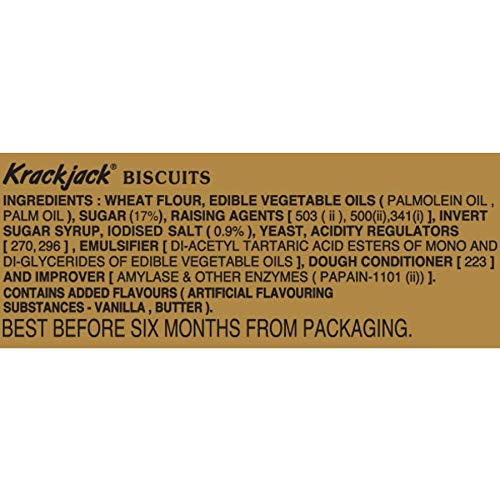 Krackjack® BISCUITS
INGREDIENTS : WHEAT FLOUR, EDIBLE VEGETABLE OILS ( PALMOLEIN OIL ,
PALM OIL ), SUGAR (17%), RAISING AGENTS [ 503 ( ii ), 500(ii),341(i) ], INVERT
SUGAR SYRUP, IODISED SALT ( 0.9% ), YEAST, ACIDITY REGULATORS
[ 270,296 ], EMULSIFIER [ DI-ACETYL TARTARIC ACID ESTERS OF MONO AND
DI-GLYCERIDES OF EDIBLE VEGETABLE OILS ], DOUGH CONDITIONER [ 223 ]
AND IMPROVER [ AMYLASE & OTHER ENZYMES ( PAPAIN-1101 (ii)) ].
CONTAINS ADDED FLAVOURS ( ARTIFICIAL FLAVOURING
SUBSTANCES - VANILLA , BUTTER ).
BEST BEFORE SIX MONTHS FROM PACKAGING.